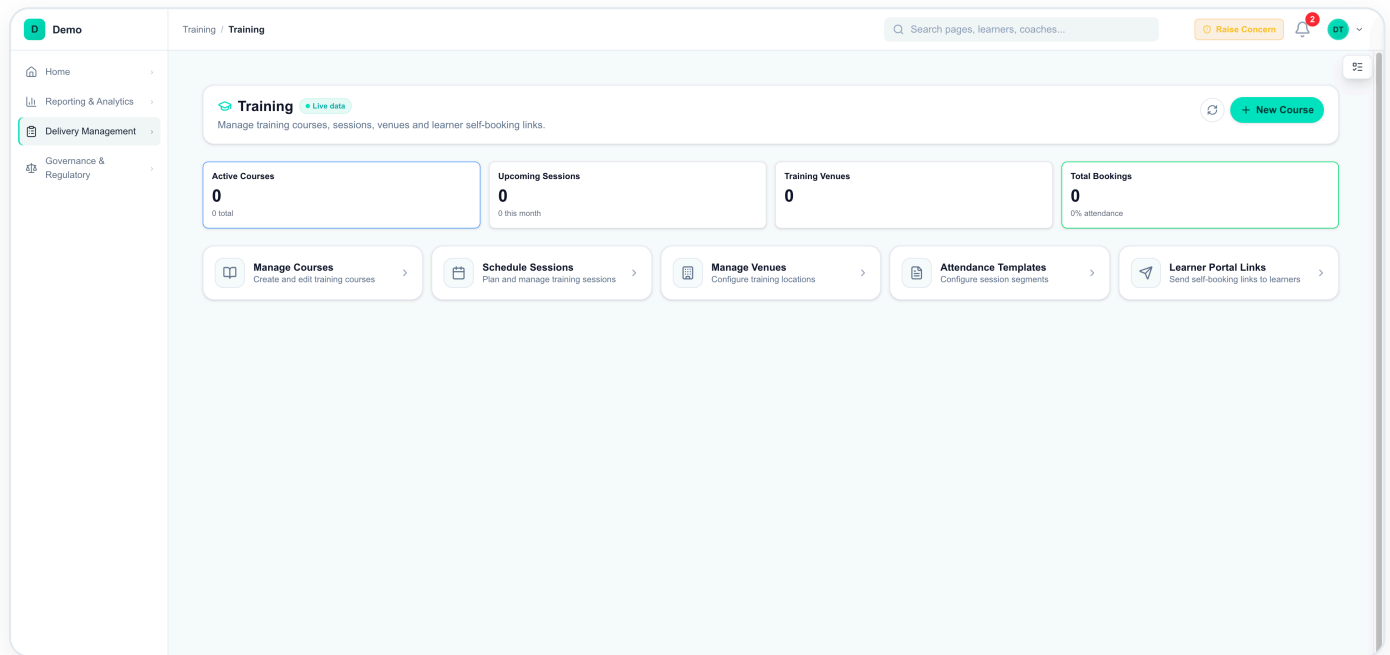 D Demo
Training / Training
Search pages, learners, coaches...
Raise Concern
2
DT
Home
Reporting & Analytics
Delivery Management
Governance &
Regulatory
Training
Live data
Manage training courses, sessions, venues and learner self-booking links.
+ New Course
Active Courses
0
0 total
Upcoming Sessions
0
0 this month
Training Venues
0
Total Bookings
0
0% attendance
Manage Courses
Create and edit training courses
Schedule Sessions
Plan and manage training sessions
Manage Venues
Configure training locations
Attendance Templates
Configure session segments
Learner Portal Links
Send self-booking links to learners